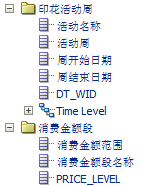 印花活动周
活动名称
活动周
周开始日期
周结束日期
DT_WID
Time Level
消费金额段
消费金额范围
消费金额段名称
PRICE_LEVEL